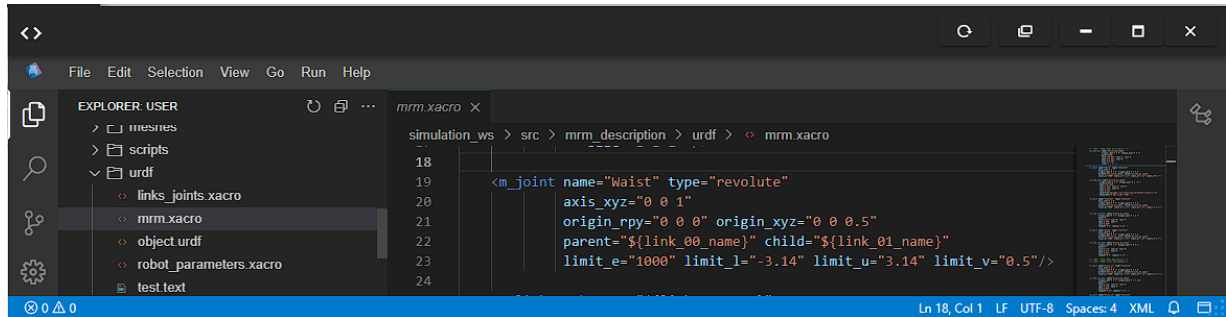 File Edit Selection View Go Run Help
EXPLORER: USER
meshes
scripts
urdf
links_joints.xacro
mrm.xacro
object.urdf
robot_parameters.xacro
test.text
mrm.xacro
simulation_ws > src > mrm_description > urdf > mrm.xacro
18
19 <m_joint name="Waist" type="revolute"
20 axis_xyz="0 0 1"
21 origin_rpy="0 0 0" origin_xyz="0 0 0.5"
22 parent="${link_00_name}" child="${link_01_name}"
23 limit_e="1000" limit_l="-3.14" limit_u="3.14" limit_v="0.5"/>
24
0 0
Ln 18, Col 1 LF UTF-8 Spaces: 4 XML